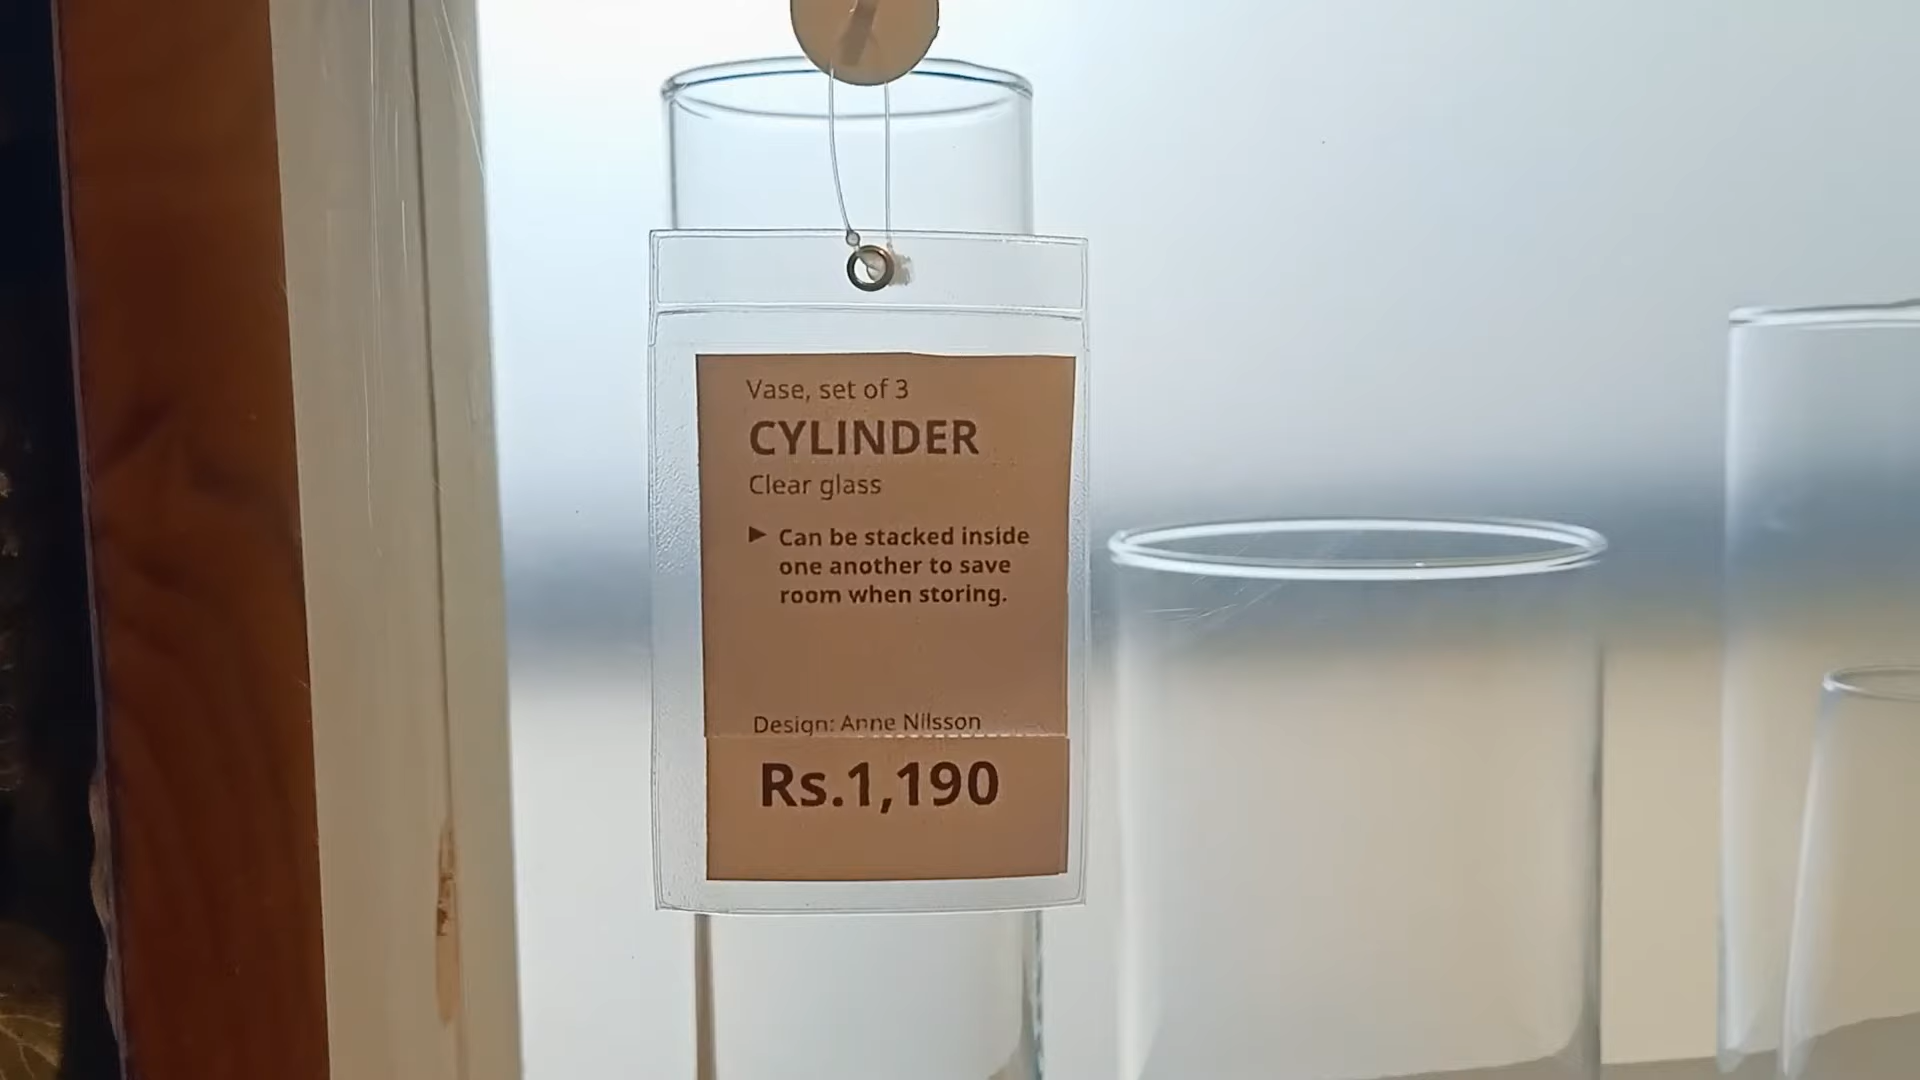 Vase, set of 3
CYLINDER
Clear glass
▶ Can be stacked inside
one another to save
room when storing.
Design: Anne Nilsson
Rs.1,190